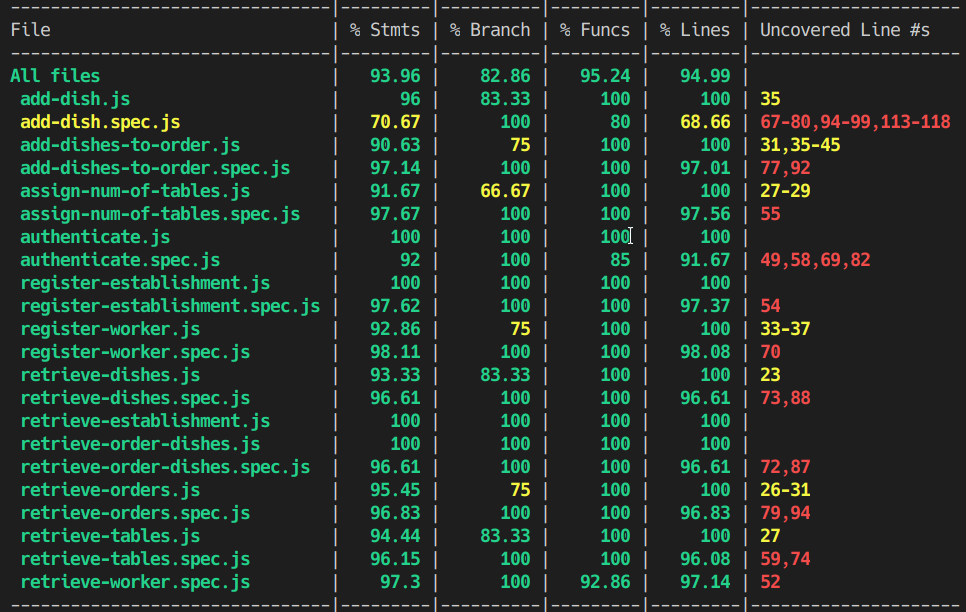 --------------------------------|---------|----------|---------|---------|---------------------
File                            | % Stmts | % Branch | % Funcs | % Lines | Uncovered Line #s
--------------------------------|---------|----------|---------|---------|---------------------
All files                       |   93.96 |    82.86 |   95.24 |   94.99 |
 add-dish.js                    |      96 |    83.33 |     100 |     100 | 35
 add-dish.spec.js               |   70.67 |      100 |      80 |   68.66 | 67-80,94-99,113-118
 add-dishes-to-order.js         |   90.63 |       75 |     100 |     100 | 31,35-45
 add-dishes-to-order.spec.js    |   97.14 |      100 |     100 |   97.01 | 77,92
 assign-num-of-tables.js        |   91.67 |    66.67 |     100 |     100 | 27-29
 assign-num-of-tables.spec.js   |   97.67 |      100 |     100 |   97.56 | 55
 authenticate.js                |     100 |      100 |     100 |     100 |
 authenticate.spec.js           |      92 |      100 |      85 |   91.67 | 49,58,69,82
 register-establishment.js      |     100 |      100 |     100 |     100 |
 register-establishment.spec.js |   97.62 |      100 |     100 |   97.37 | 54
 register-worker.js             |   92.86 |       75 |     100 |     100 | 33-37
 register-worker.spec.js        |   98.11 |      100 |     100 |   98.08 | 70
 retrieve-dishes.js             |   93.33 |    83.33 |     100 |     100 | 23
 retrieve-dishes.spec.js        |   96.61 |      100 |     100 |   96.61 | 73,88
 retrieve-establishment.js      |     100 |      100 |     100 |     100 |
 retrieve-order-dishes.js       |     100 |      100 |     100 |     100 |
 retrieve-order-dishes.spec.js  |   96.61 |      100 |     100 |   96.61 | 72,87
 retrieve-orders.js             |   95.45 |       75 |     100 |     100 | 26-31
 retrieve-orders.spec.js        |   96.83 |      100 |     100 |   96.83 | 79,94
 retrieve-tables.js             |   94.44 |    83.33 |     100 |     100 | 27
 retrieve-tables.spec.js        |   96.15 |      100 |     100 |   96.08 | 59,74
 retrieve-worker.spec.js        |    97.3 |      100 |   92.86 |   97.14 | 52
--------------------------------|---------|----------|---------|---------|---------------------